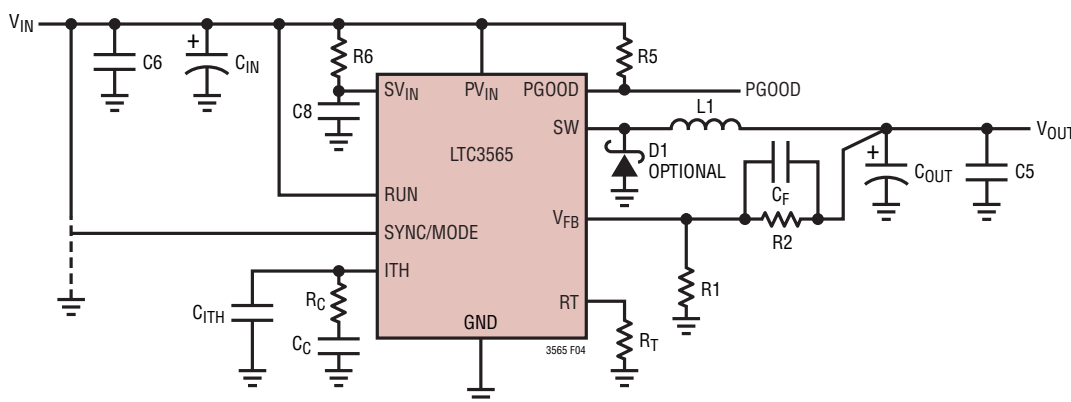 VIN
C6
+
CIN
R6
C8
SVIN
PVIN
PGOOD
R5
PGOOD
LTC3565
SW
L1
VOUT
D1
OPTIONAL
CF
R2
+
COUT
C5
RUN
VFB
SYNC/MODE
ITH
R1
RT
RT
CITH
RC
CC
GND
3565 F04